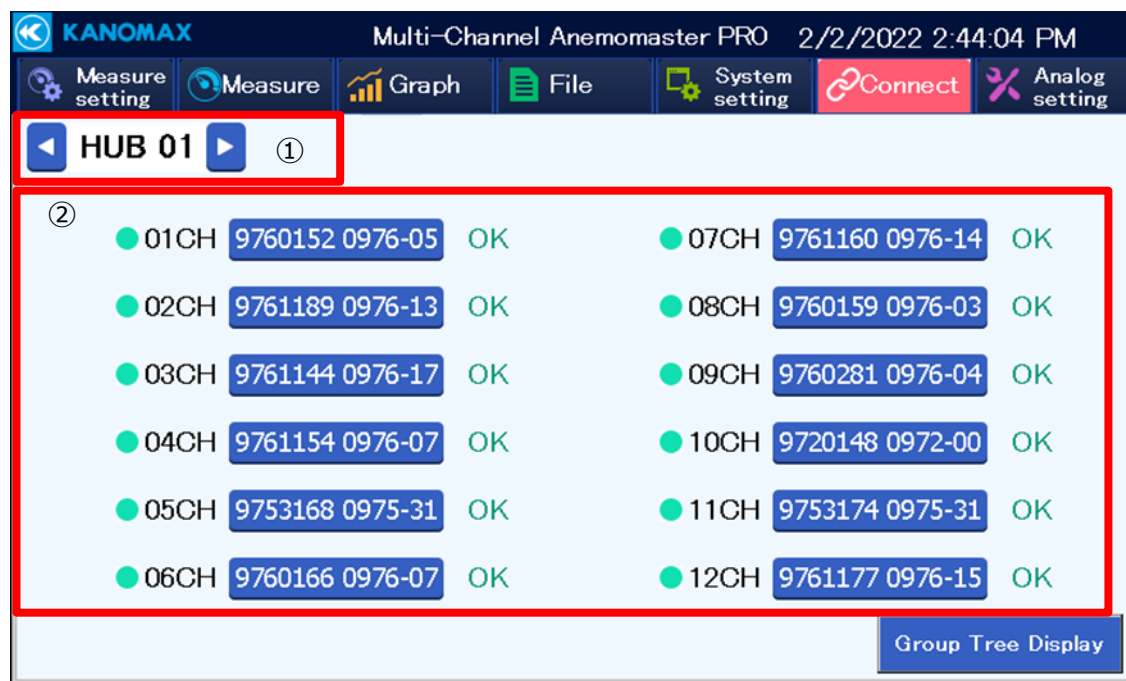 KANOMAX Multi-Channel Anemomaster PRO 2/2/2022 2:44:04 PM
Measure setting Measure Graph File System setting Connect Analog setting
HUB 01 ①
②
01CH 9760152 0976-05 OK 07CH 9761160 0976-14 OK
02CH 9761189 0976-13 OK 08CH 9760159 0976-03 OK
03CH 9761144 0976-17 OK 09CH 9760281 0976-04 OK
04CH 9761154 0976-07 OK 10CH 9720148 0972-00 OK
05CH 9753168 0975-31 OK 11CH 9753174 0975-31 OK
06CH 9760166 0976-07 OK 12CH 9761177 0976-15 OK
Group Tree Display